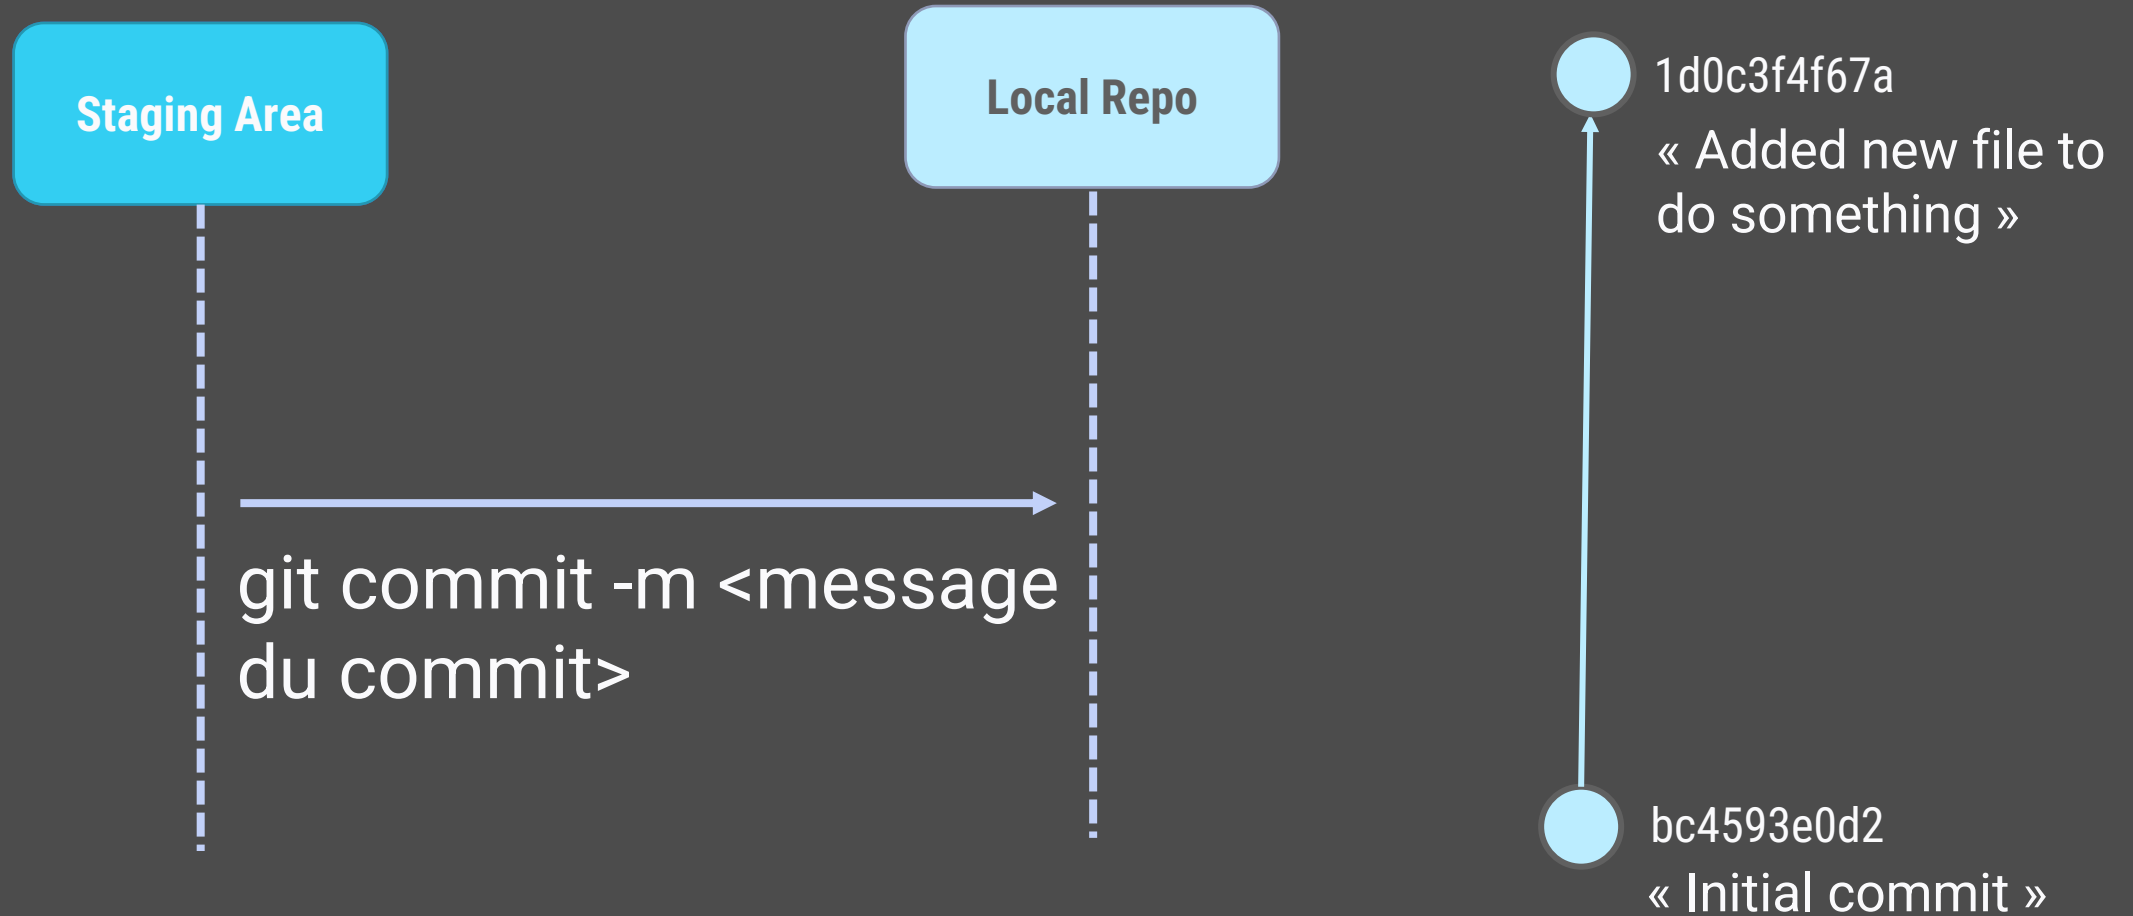 Staging Area
Local Repo
git commit -m <message
du commit>
1d0c3f4f67a
« Added new file to
do something »
bc4593e0d2
« Initial commit »